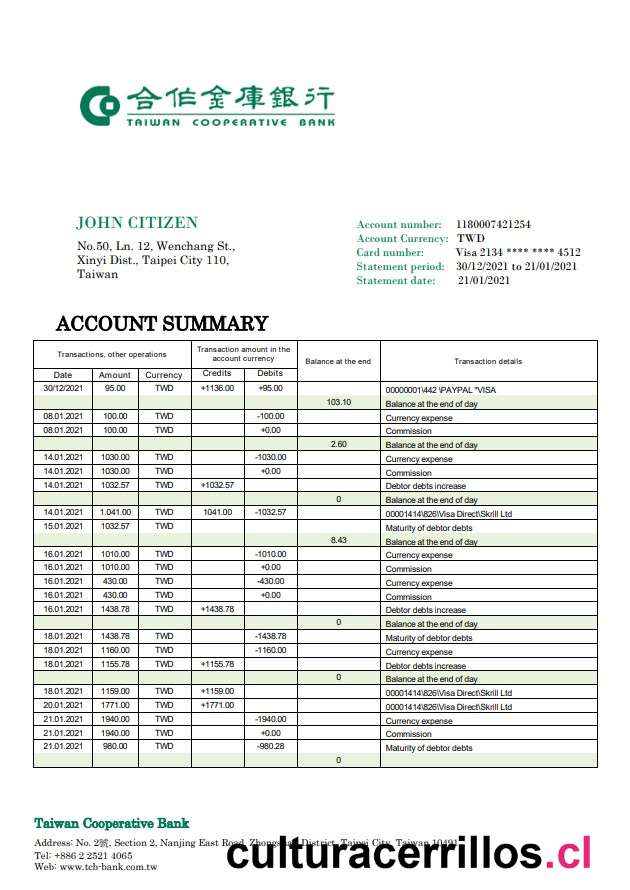 合作金庫銀行
TAIWAN COOPERATIVE BANK
JOHN CITIZEN
No.50, Ln. 12, Wenchang St.,
Xinyi Dist., Taipei City 110,
Taiwan
Account number: 1180007421254
Account Currency: TWD
Card number: Visa 2134 **** **** 4512
Statement period: 30/12/2021 to 21/01/2021
Statement date: 21/01/2021
ACCOUNT SUMMARY
Transactions, other operations Transaction amount in the account currency Balance at the end Transaction details
Date Amount Currency Credits Debits
30/12/2021 95.00 TWD +1136.00 +95.00 00000001\442 \PAYPAL "VISA
103.10 Balance at the end of day
08.01.2021 100.00 TWD -100.00 Currency expense
08.01.2021 100.00 TWD +0.00 Commission
2.60 Balance at the end of day
14.01.2021 1030.00 TWD -1030.00 Currency expense
14.01.2021 1030.00 TWD +0.00 Commission
14.01.2021 1032.57 TWD +1032.57 Debtor debts increase
0 Balance at the end of day
14.01.2021 1.041.00 TWD 1041.00 -1032.57 00001414\826\Visa Direct\Skrill Ltd
15.01.2021 1032.57 TWD Maturity of debtor debts
8.43 Balance at the end of day
16.01.2021 1010.00 TWD -1010.00 Currency expense
16.01.2021 1010.00 TWD +0.00 Commission
16.01.2021 430.00 TWD -430.00 Currency expense
16.01.2021 430.00 TWD +0.00 Commission
16.01.2021 1438.78 TWD +1438.78 Debtor debts increase
0 Balance at the end of day
18.01.2021 1438.78 TWD -1438.78 Maturity of debtor debts
18.01.2021 1160.00 TWD -1160.00 Currency expense
18.01.2021 1155.78 TWD +1155.78 Debtor debts increase
0 Balance at the end of day
18.01.2021 1159.00 TWD +1159.00 00001414\826\Visa Direct\Skrill Ltd
20.01.2021 1771.00 TWD +1771.00 00001414\826\Visa Direct\Skrill Ltd
21.01.2021 1940.00 TWD -1940.00 Currency expense
21.01.2021 1940.00 TWD +0.00 Commission
21.01.2021 980.00 TWD -980.28 Maturity of debtor debts
0
Taiwan Cooperative Bank
Address: No. 2號, Section 2, Nanjing East Road, Zhongshan District, Taipei City, Taiwan 10491
Tel: +886 2 2521 4065
Web: www.tcb-bank.com.tw
culturacerrillos.cl